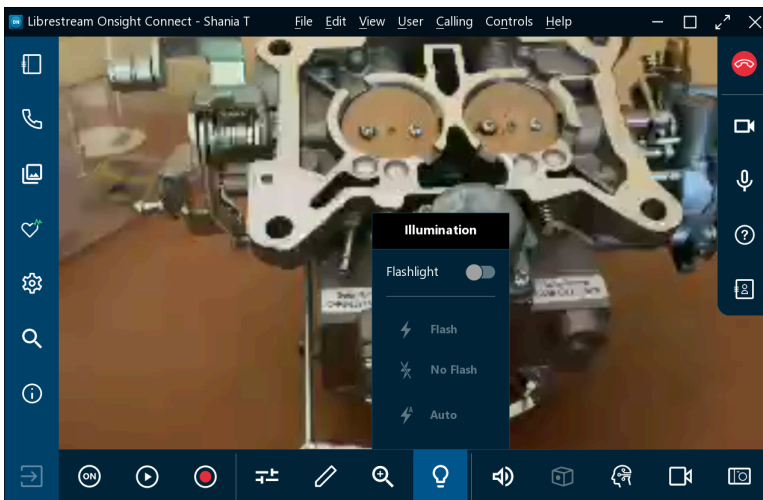 ON Librestream Onsight Connect - Shania T File Edit View User Calling Controls Help
Illumination
Flashlight
Flash
No Flash
Auto
ON